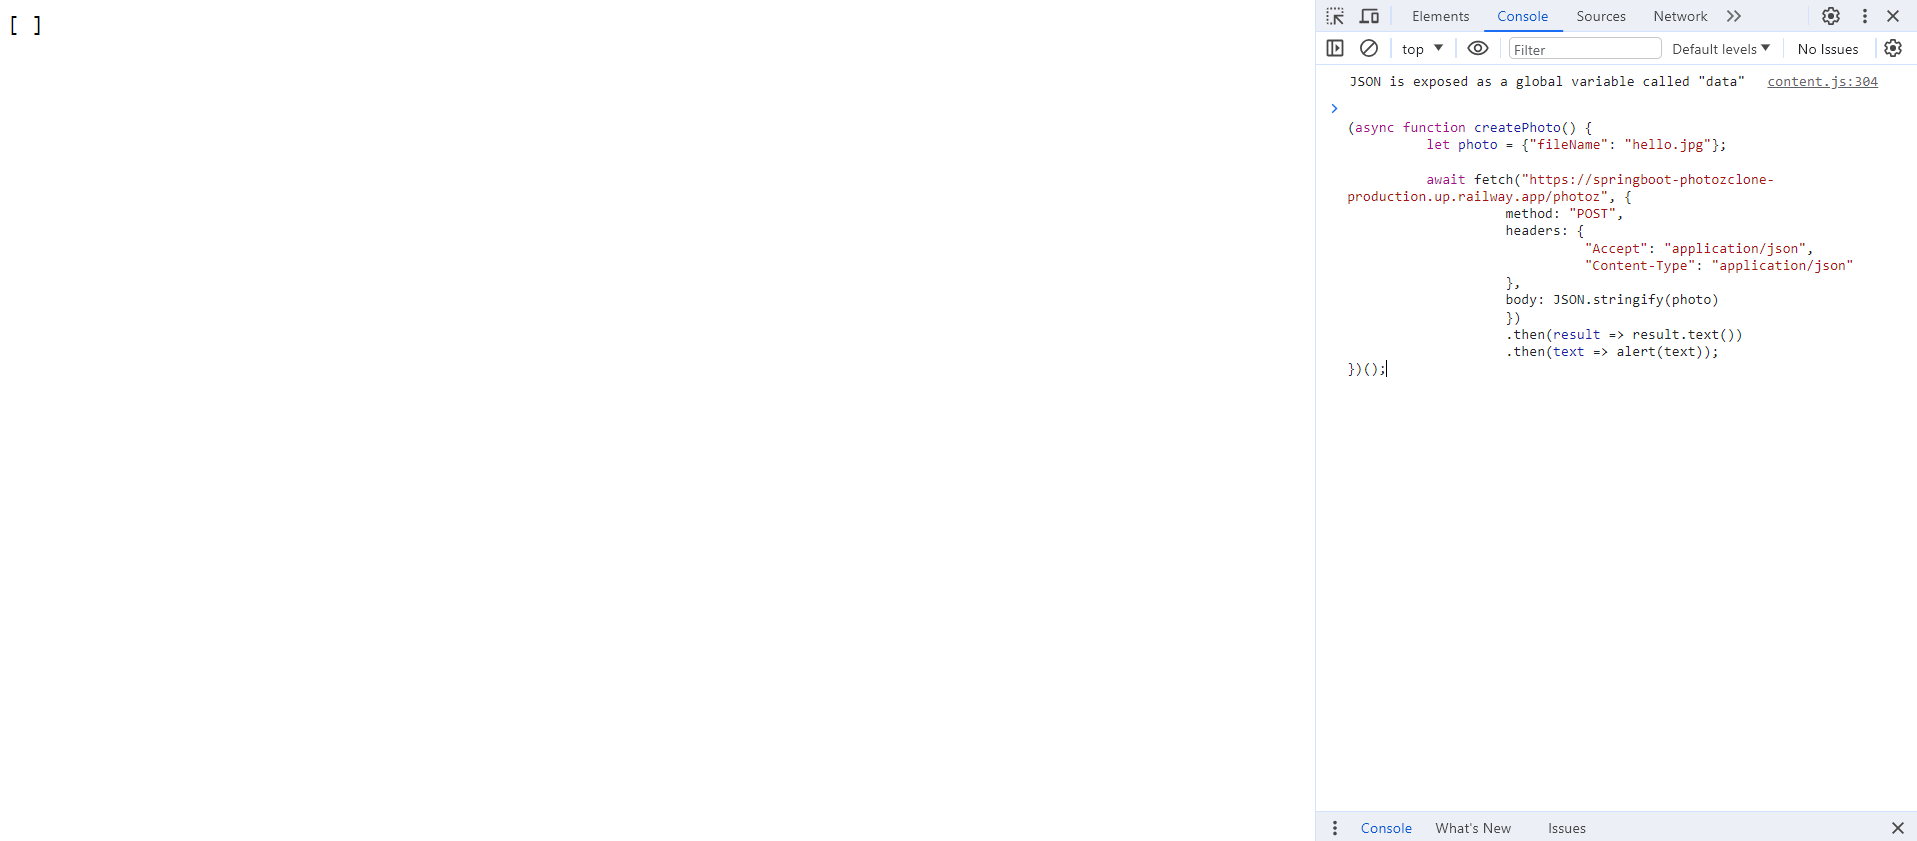 [ ]
Elements Console Sources Network
top Filter Default levels No Issues
JSON is exposed as a global variable called "data" content.js:304
>
(async function createPhoto() {
let photo = {"fileName": "hello.jpg"};
await fetch("https://springboot-photozclone-
production.up.railway.app/photoz", {
method: "POST",
headers: {
"Accept": "application/json",
"Content-Type": "application/json"
},
body: JSON.stringify(photo)
})
.then(result => result.text())
.then(text => alert(text));
})();
Console What's New Issues